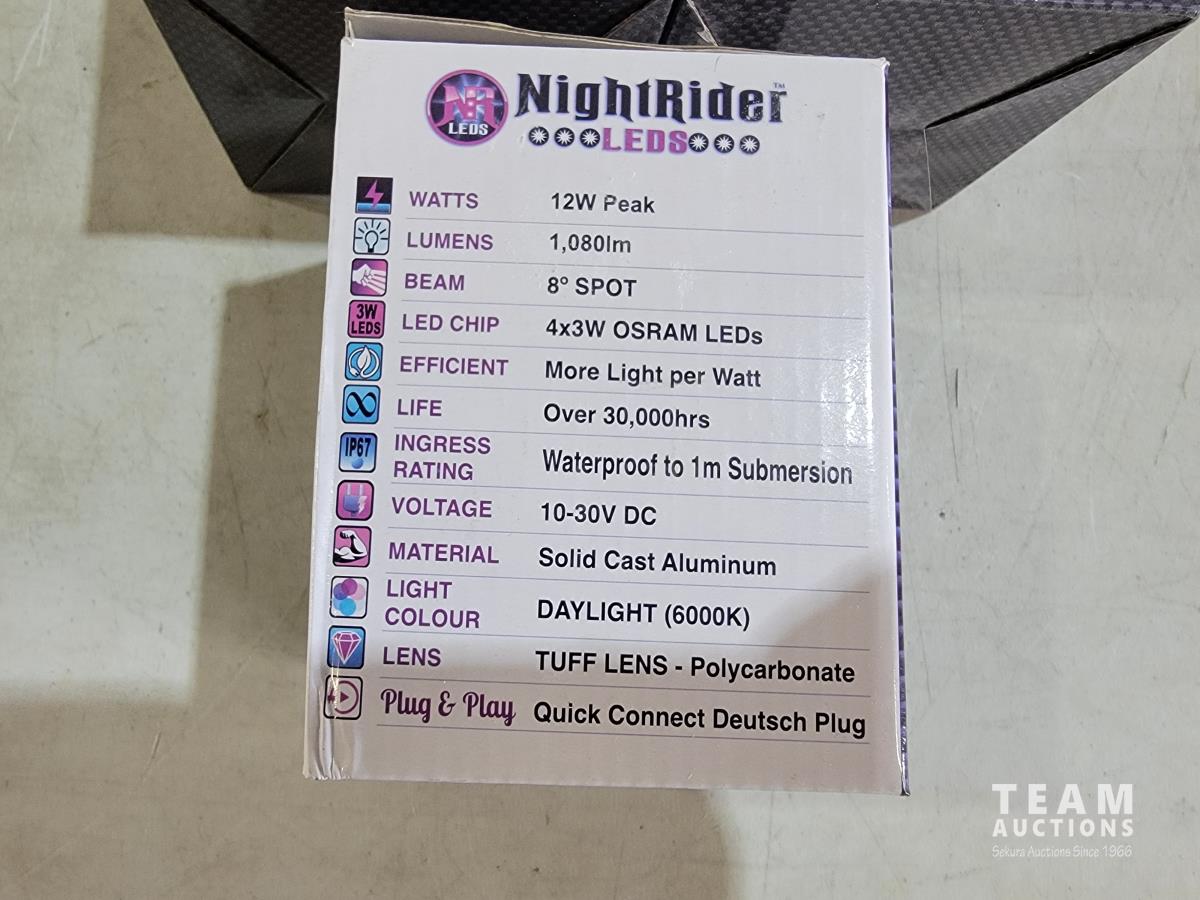 NR
LEDS
NightRider™
LEDS
WATTS 12W Peak
LUMENS 1,080lm
BEAM 8° SPOT
3W
LEDS
LED CHIP 4x3W OSRAM LEDs
EFFICIENT More Light per Watt
LIFE Over 30,000hrs
IP67
INGRESS
RATING Waterproof to 1m Submersion
VOLTAGE 10-30V DC
MATERIAL Solid Cast Aluminum
LIGHT
COLOUR DAYLIGHT (6000K)
LENS TUFF LENS - Polycarbonate
Plug & Play Quick Connect Deutsch Plug
TEAM
AUCTIONS
Sekura Auctions Since 1966